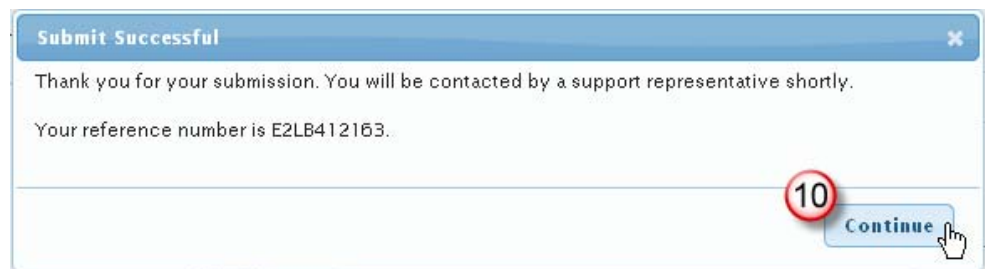 Submit Successful
Thank you for your submission. You will be contacted by a support representative shortly.
Your reference number is E2LB412163.
10
Continue